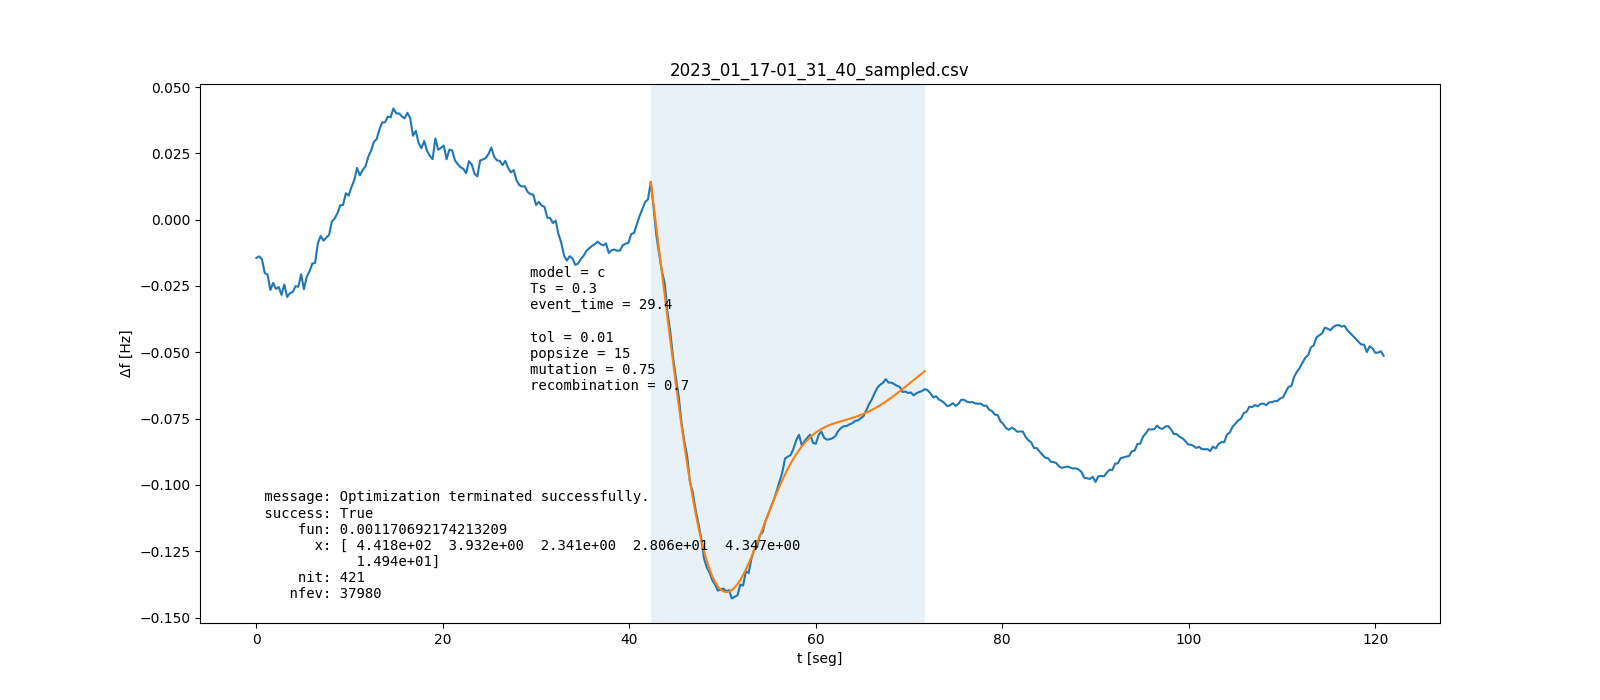 2023_01_17-01_31_40_sampled.csv
0.050
0.025
0.000
−0.025
−0.050
−0.075
−0.100
−0.125
−0.150
Δf [Hz]
model = c
Ts = 0.3
event_time = 29.4
tol = 0.01
popsize = 15
mutation = 0.75
recombination = 0.7
message: Optimization terminated successfully.
success: True
fun: 0.001170692174213209
x: [ 4.418e+02 3.932e+00 2.341e+00 2.806e+01 4.347e+00
1.494e+01]
nit: 421
nfev: 37980
0 20 40 60 80 100 120
t [seg]